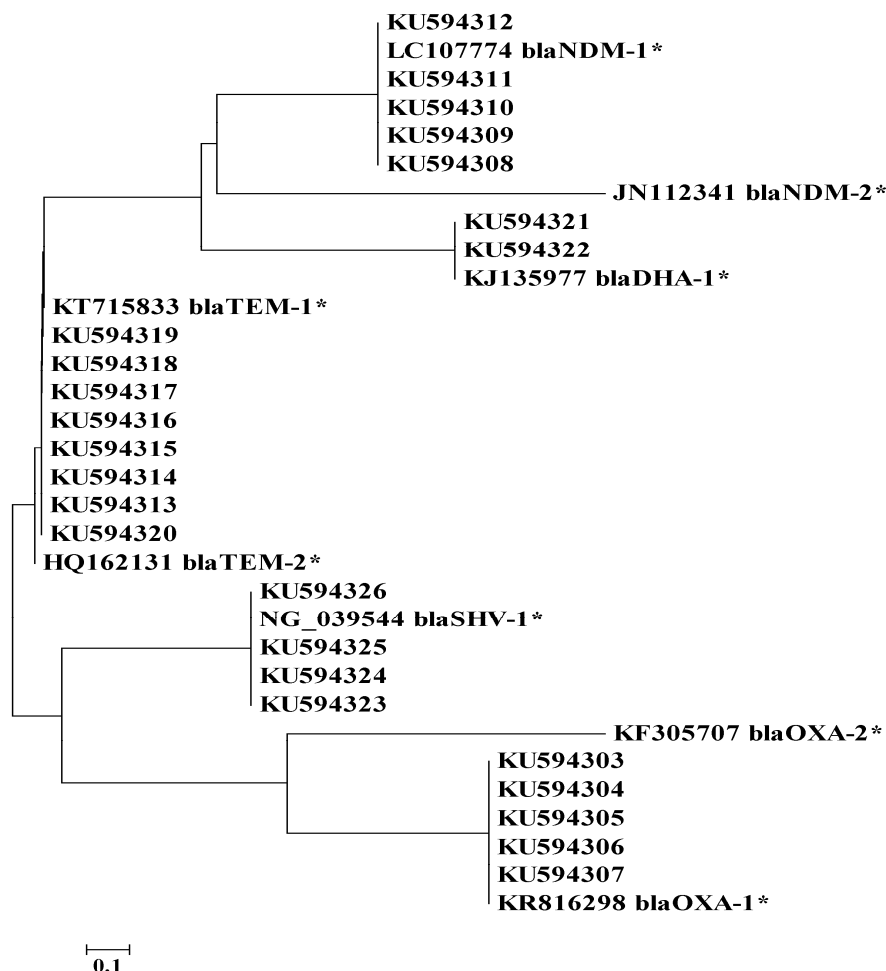 KU594312
LC107774 blaNDM-1*
KU594311
KU594310
KU594309
KU594308
JN112341 blaNDM-2*
KU594321
KU594322
KJ135977 blaDHA-1*
KT715833 blaTEM-1*
KU594319
KU594318
KU594317
KU594316
KU594315
KU594314
KU594313
KU594320
HQ162131 blaTEM-2*
KU594326
NG_039544 blaSHV-1*
KU594325
KU594324
KU594323
KF305707 blaOXA-2*
KU594303
KU594304
KU594305
KU594306
KU594307
KR816298 blaOXA-1*
0.1